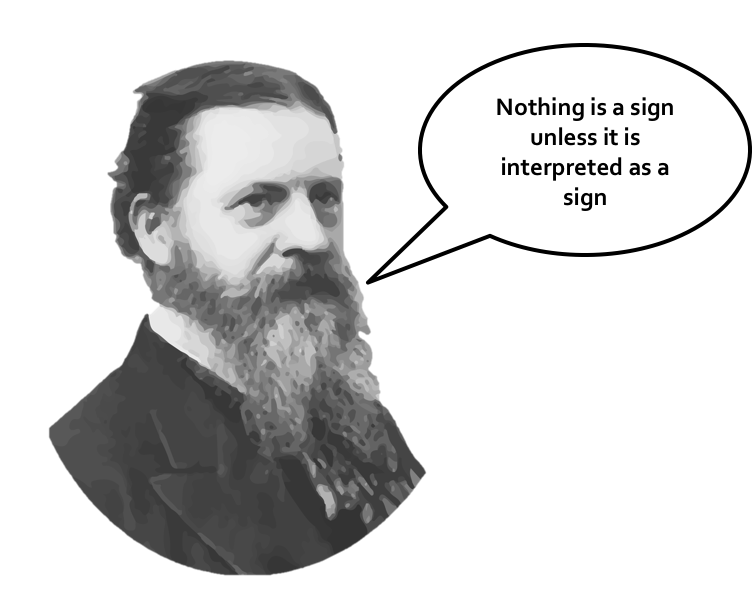 Nothing is a sign
unless it is
interpreted as a
sign